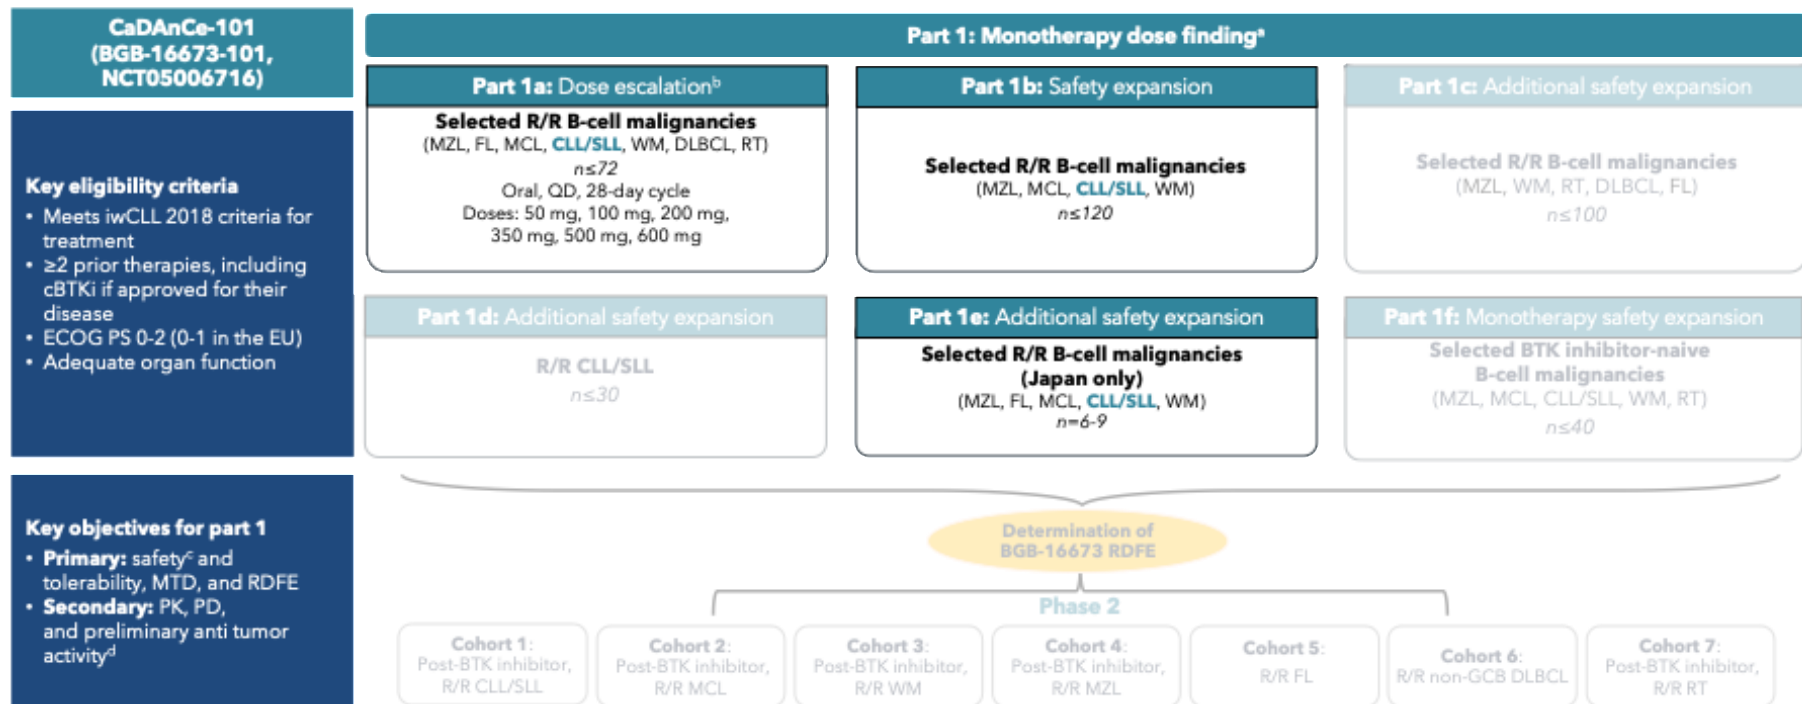 CaDAnCe-101
(BGB-16673-101,
NCT05006716)
Key eligibility criteria
• Meets iwCLL 2018 criteria for
treatment
• ≥2 prior therapies, including
cBTKi if approved for their
disease
• ECOG PS 0-2 (0-1 in the EU)
• Adequate organ function
Key objectives for part 1
• Primary: safetyᶜ and
tolerability, MTD, and RDFE
• Secondary: PK, PD,
and preliminary anti tumor
activityᵈ
Part 1: Monotherapy dose findingᵃ
Part 1a: Dose escalationᵇ
Selected R/R B-cell malignancies
(MZL, FL, MCL, CLL/SLL, WM, DLBCL, RT)
n≤72
Oral, QD, 28-day cycle
Doses: 50 mg, 100 mg, 200 mg,
350 mg, 500 mg, 600 mg
Part 1b: Safety expansion
Selected R/R B-cell malignancies
(MZL, MCL, CLL/SLL, WM)
n≤120
Part 1c: Additional safety expansion
Selected R/R B-cell malignancies
(MZL, WM, RT, DLBCL, FL)
n≤100
Part 1d: Additional safety expansion
R/R CLL/SLL
n≤30
Part 1e: Additional safety expansion
Selected R/R B-cell malignancies
(Japan only)
(MZL, FL, MCL, CLL/SLL, WM)
n=6-9
Part 1f: Monotherapy safety expansion
Selected BTK inhibitor-naive
B-cell malignancies
(MZL, MCL, CLL/SLL, WM, RT)
n≤40
Determination of
BGB-16673 RDFE
Phase 2
Cohort 1:
Post-BTK inhibitor,
R/R CLL/SLL
Cohort 2:
Post-BTK inhibitor,
R/R MCL
Cohort 3:
Post-BTK inhibitor,
R/R WM
Cohort 4:
Post-BTK inhibitor,
R/R MZL
Cohort 5:
R/R FL
Cohort 6:
R/R non-GCB DLBCL
Cohort 7:
Post-BTK inhibitor,
R/R RT